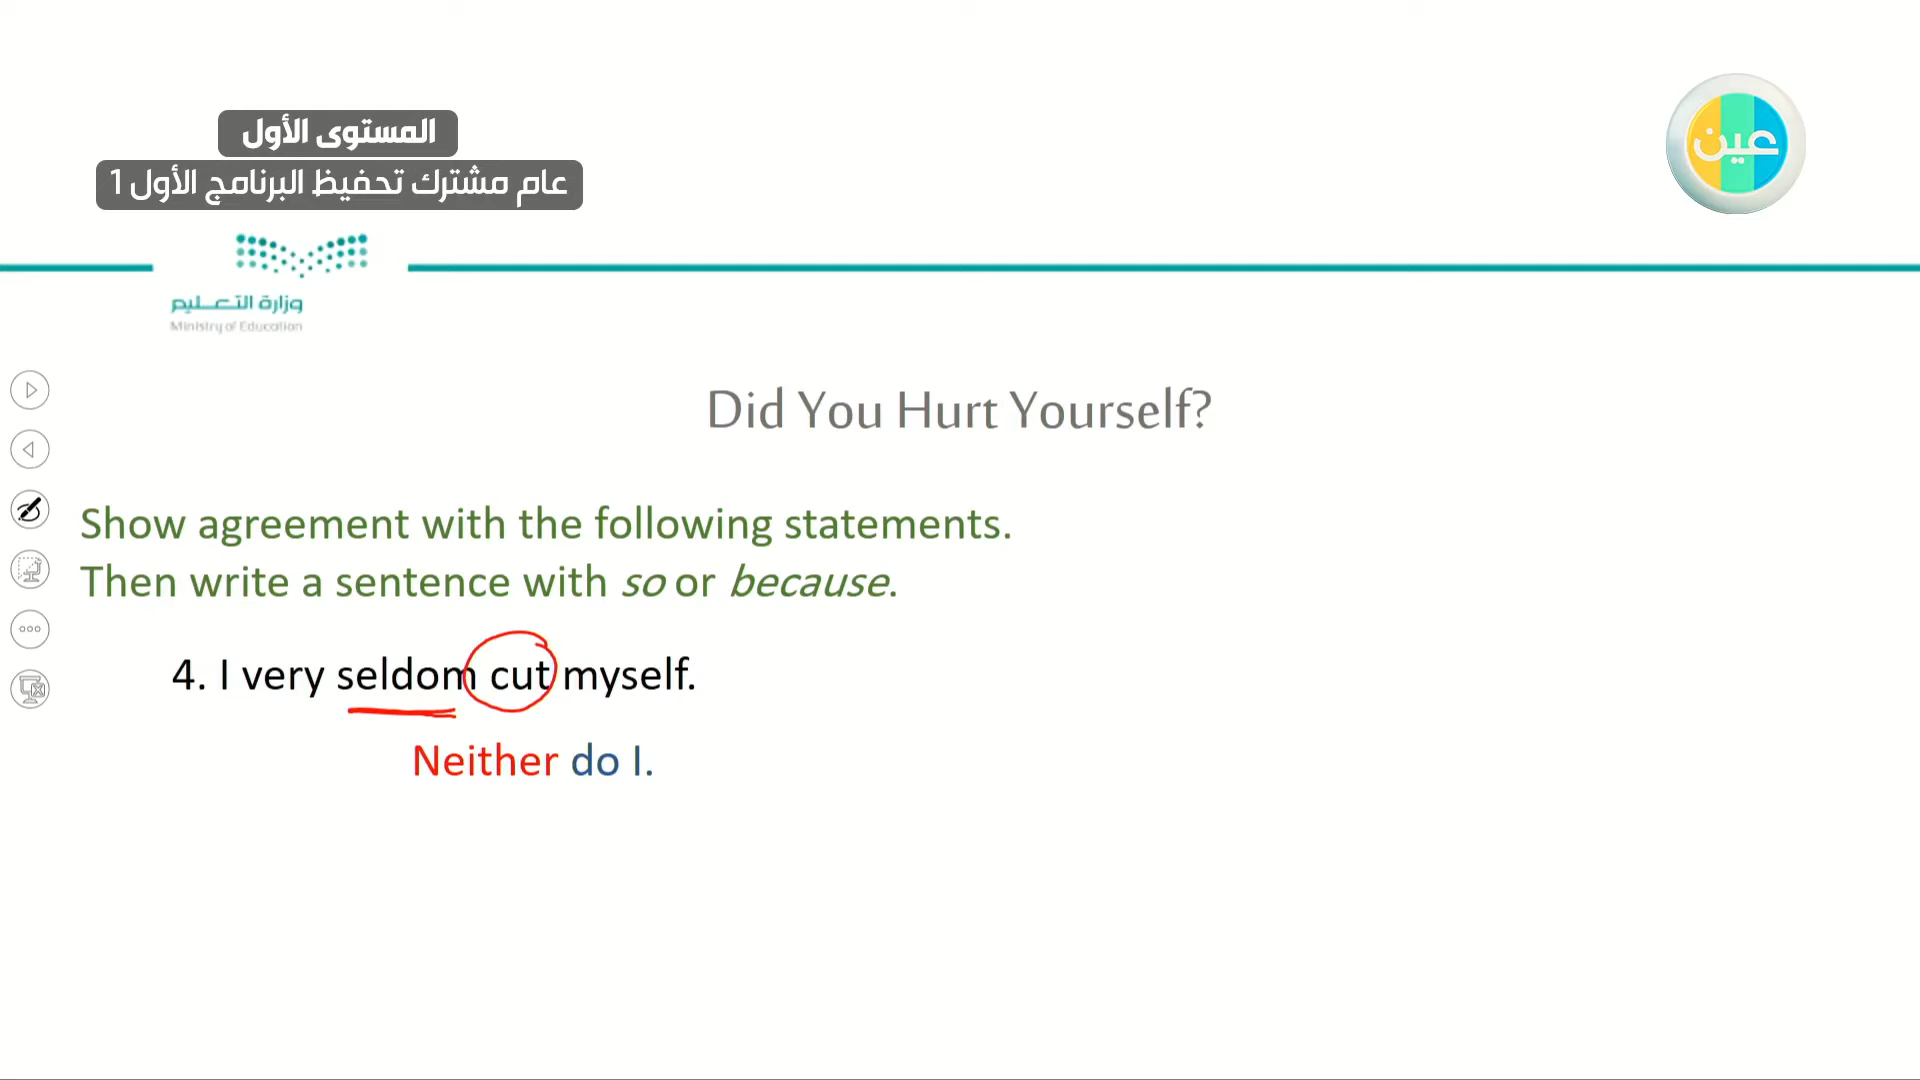 المستوى الأول
عام مشترك تحفيظ البرنامج الأول 1
عين
وزارة التعليم
Ministry of Education
Did You Hurt Yourself?
Show agreement with the following statements.
Then write a sentence with so or because.
4. I very seldom cut myself.
Neither do I.